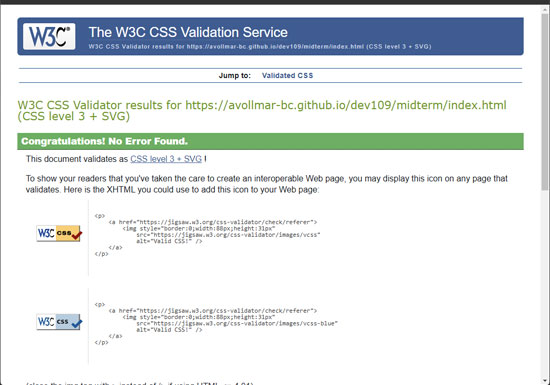 W3C®
The W3C CSS Validation Service
W3C CSS Validator results for https://avollmar-bc.github.io/dev109/midterm/index.html (CSS level 3 + SVG)
Jump to: Validated CSS
W3C CSS Validator results for https://avollmar-bc.github.io/dev109/midterm/index.html
(CSS level 3 + SVG)
Congratulations! No Error Found.
This document validates as CSS level 3 + SVG !
To show your readers that you've taken the care to create an interoperable Web page, you may display this icon on any page that
validates. Here is the XHTML you could use to add this icon to your Web page:
<p>
<a href="https://jigsaw.w3.org/css-validator/check/referer">
<img style="border:0;width:88px;height:31px"
src="https://jigsaw.w3.org/css-validator/images/vcss"
alt="Valid CSS!" />
</a>
</p>
W3C css
<p>
<a href="https://jigsaw.w3.org/css-validator/check/referer">
<img style="border:0;width:88px;height:31px"
src="https://jigsaw.w3.org/css-validator/images/vcss-blue"
alt="Valid CSS!" />
</a>
</p>
W3C css